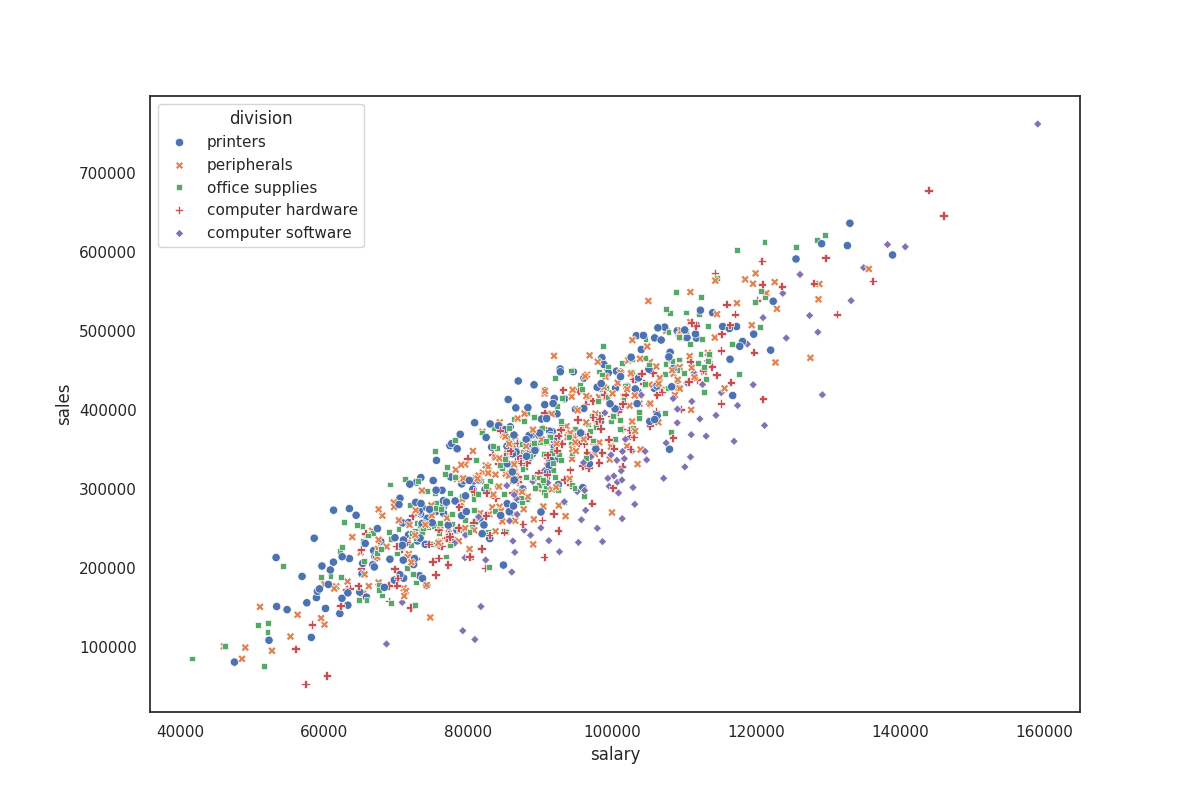 division
printers
peripherals
office supplies
computer hardware
computer software
700000
600000
500000
400000
300000
200000
100000
sales
40000 60000 80000 100000 120000 140000 160000
salary